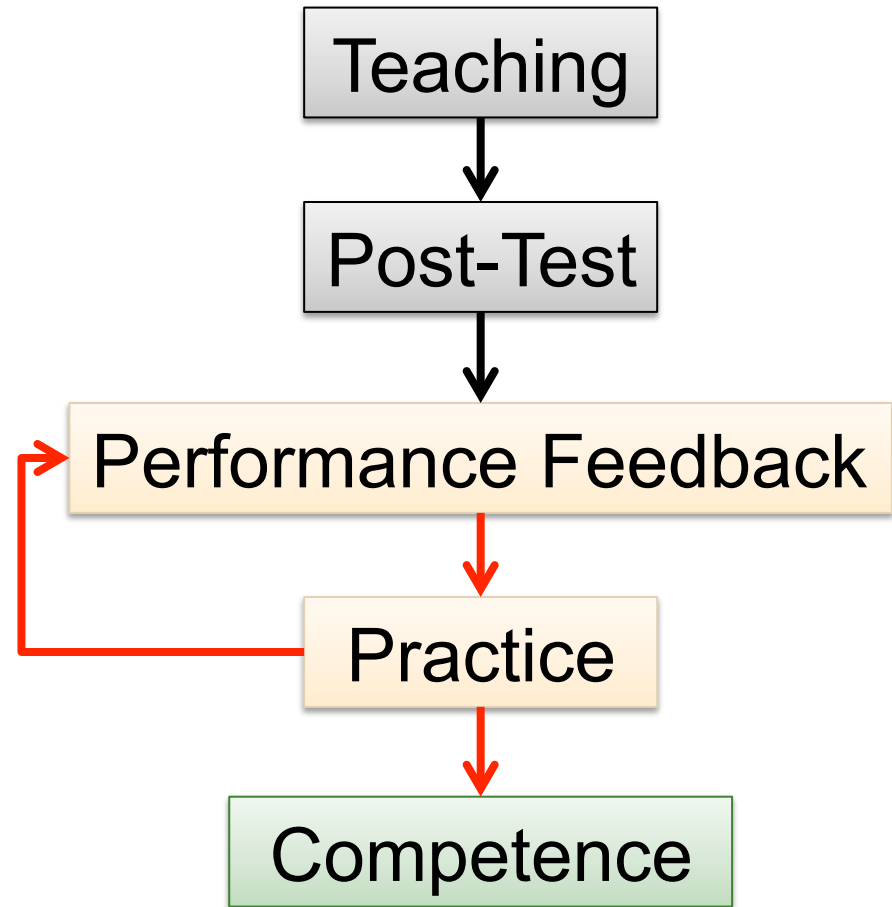 Teaching
Post-Test
Performance Feedback
Practice
Competence